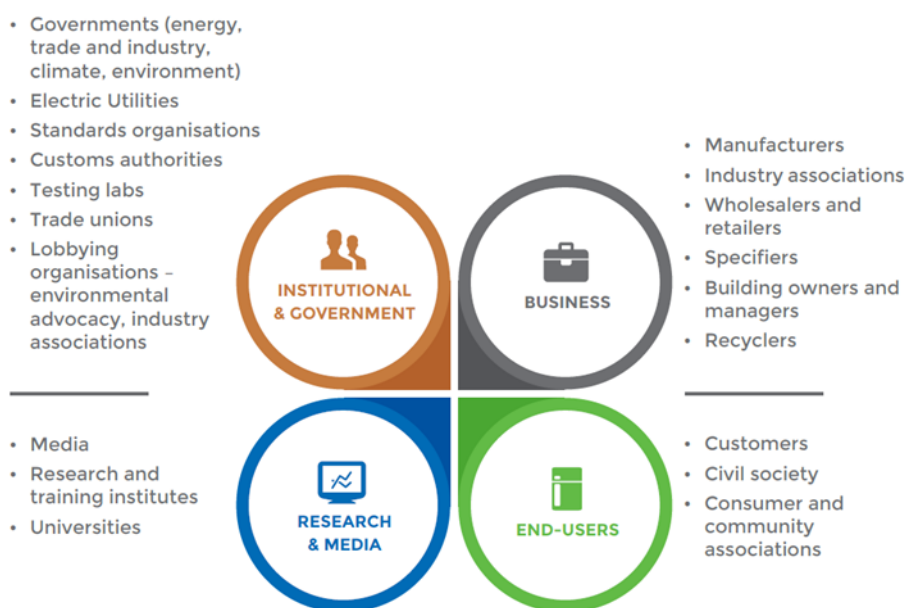 • Governments (energy,
trade and industry,
climate, environment)
• Electric Utilities
• Standards organisations
• Customs authorities
• Testing labs
• Trade unions
• Lobbying
organisations –
environmental
advocacy, industry
associations
INSTITUTIONAL
& GOVERNMENT
BUSINESS
• Manufacturers
• Industry associations
• Wholesalers and
retailers
• Specifiers
• Building owners and
managers
• Recyclers
• Media
• Research and
training institutes
• Universities
RESEARCH
& MEDIA
END-USERS
• Customers
• Civil society
• Consumer and
community
associations